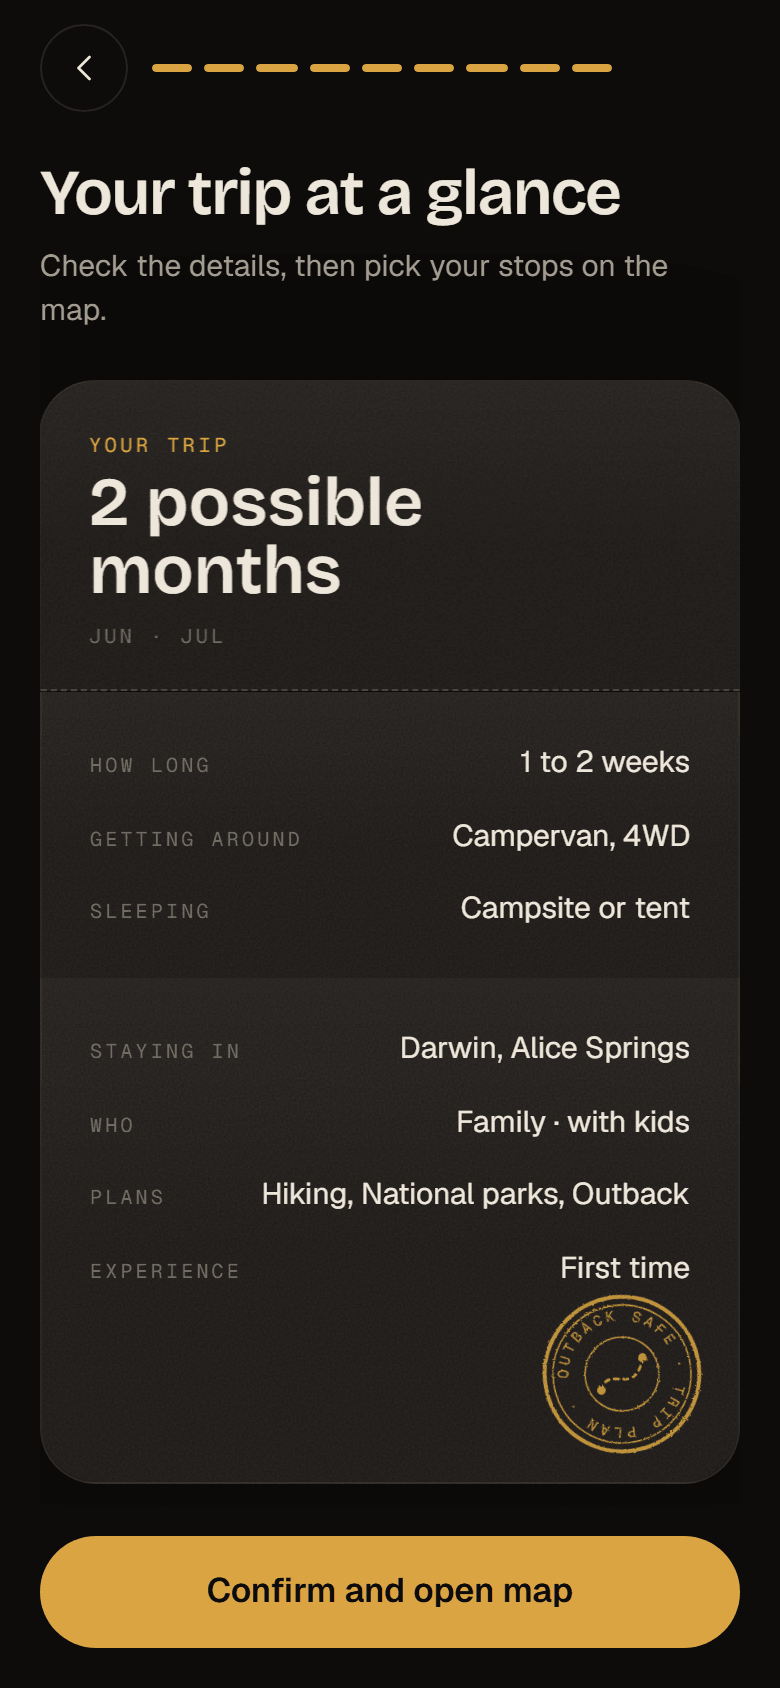 Your trip at a glance
Check the details, then pick your stops on the
map.
YOUR TRIP
2 possible
months
JUN · JUL
HOW LONG 1 to 2 weeks
GETTING AROUND Campervan, 4WD
SLEEPING Campsite or tent
STAYING IN Darwin, Alice Springs
WHO Family · with kids
PLANS Hiking, National parks, Outback
EXPERIENCE First time
OUTBACK SAFE · TRIP PLAN ·
Confirm and open map